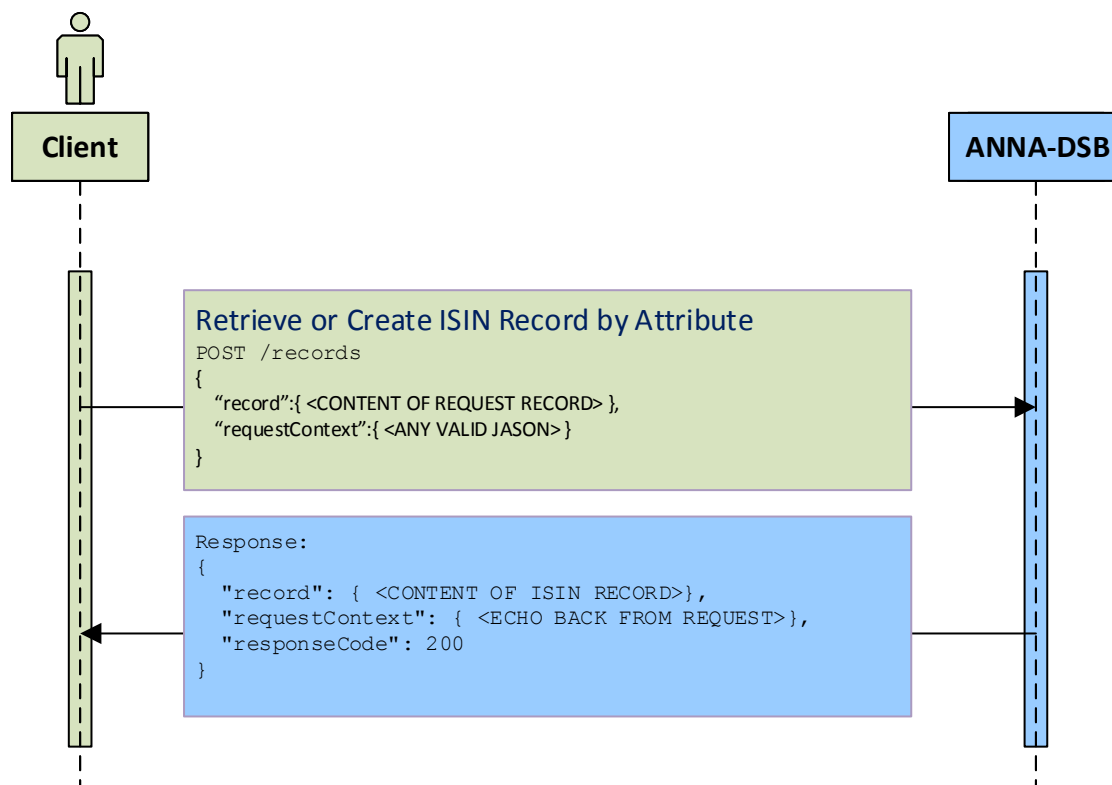 Client
ANNA-DSB
Retrieve or Create ISIN Record by Attribute
POST /records
{
“record”:{ <CONTENT OF REQUEST RECORD> },
“requestContext”:{ <ANY VALID JASON> }
}
Response:
{
"record": { <CONTENT OF ISIN RECORD>},
"requestContext": { <ECHO BACK FROM REQUEST>},
"responseCode": 200
}